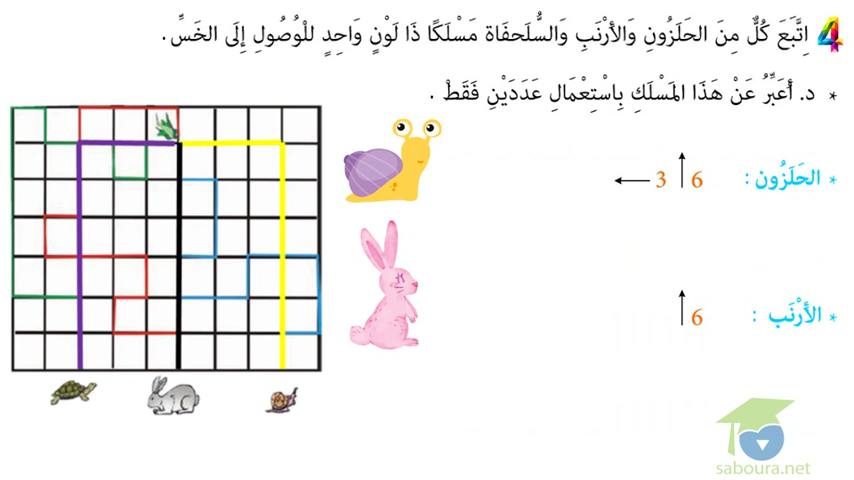 4 اِتَّبَعَ كُلٌّ مِنَ الحَلَزُونِ وَالأَرْنَبِ وَالسُّلَحفَاة مَسْلَكًا ذَا لَوْنٍ وَاحِدٍ للْوُصُولِ إِلَى الخَسِّ.
* د. أُعَبِّرُ عَنْ هَذَا المَسْلَكِ بِاسْتِعْمَالِ عَدَدَيْنِ فَقَطْ .
* الحَلَزُون : 6 ↑ 3 ←
* الأَرْنَب : 6 ↑
saboura.net